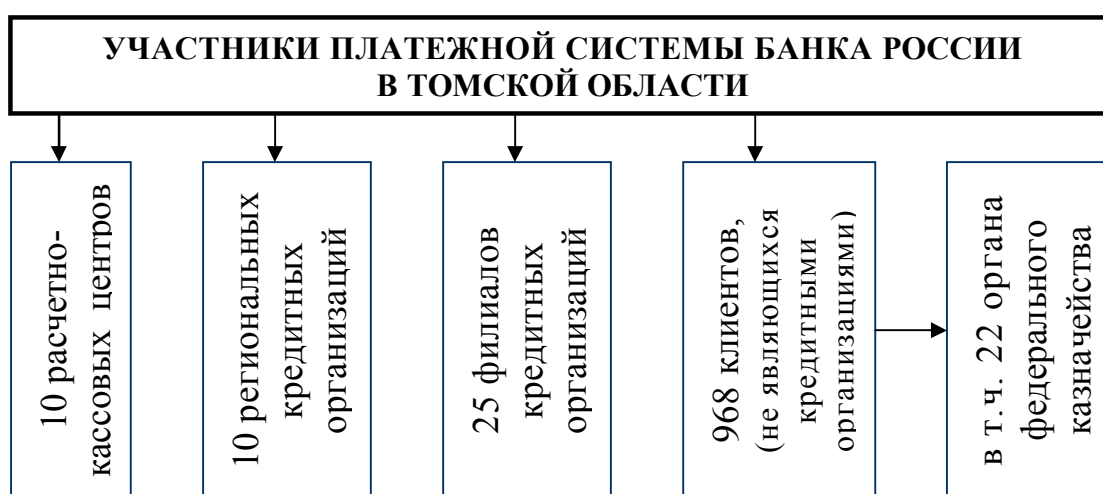 УЧАСТНИКИ ПЛАТЕЖНОЙ СИСТЕМЫ БАНКА РОССИИ
В ТОМСКОЙ ОБЛАСТИ
10 расчетно-
кассовых центров
10 региональных
кредитных
организаций
25 филиалов
кредитных
организаций
968 клиентов,
(не являющихся
кредитными
организациями)
в т.ч. 22 органа
федерального
казначейства